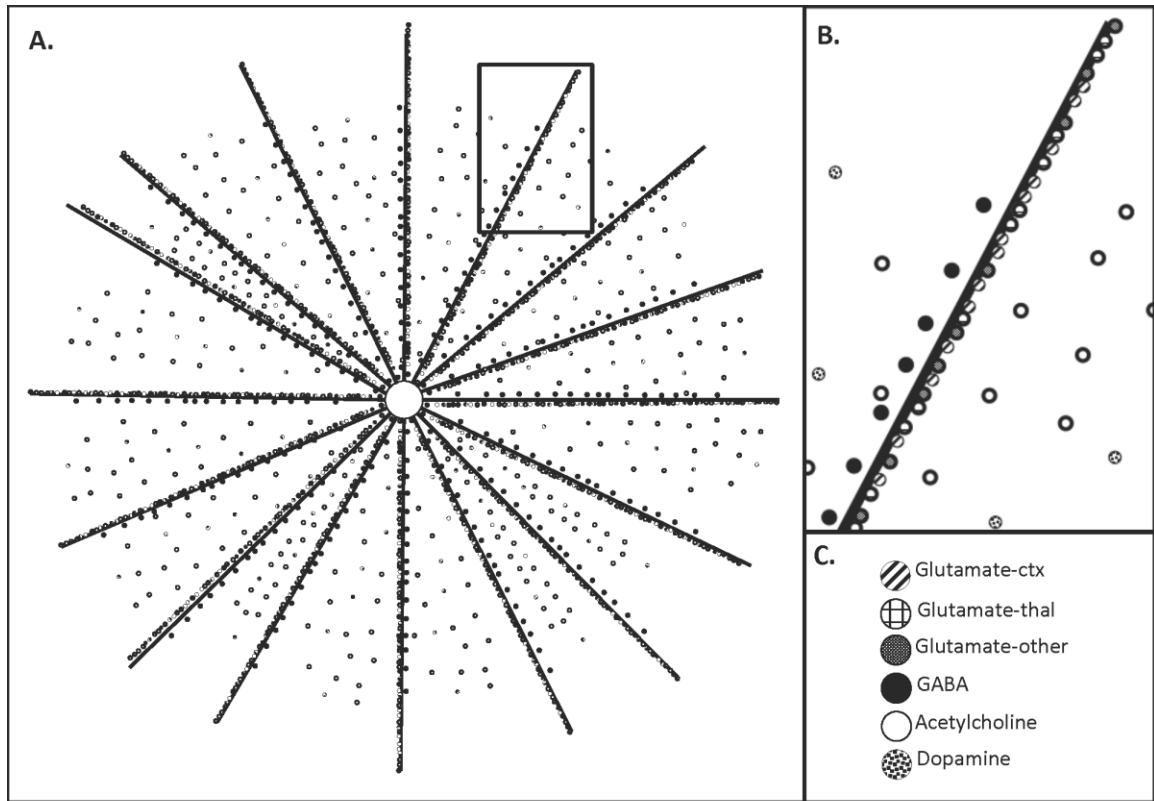 A.
B.
C.
Glutamate-ctx
Glutamate-thal
Glutamate-other
GABA
Acetylcholine
Dopamine